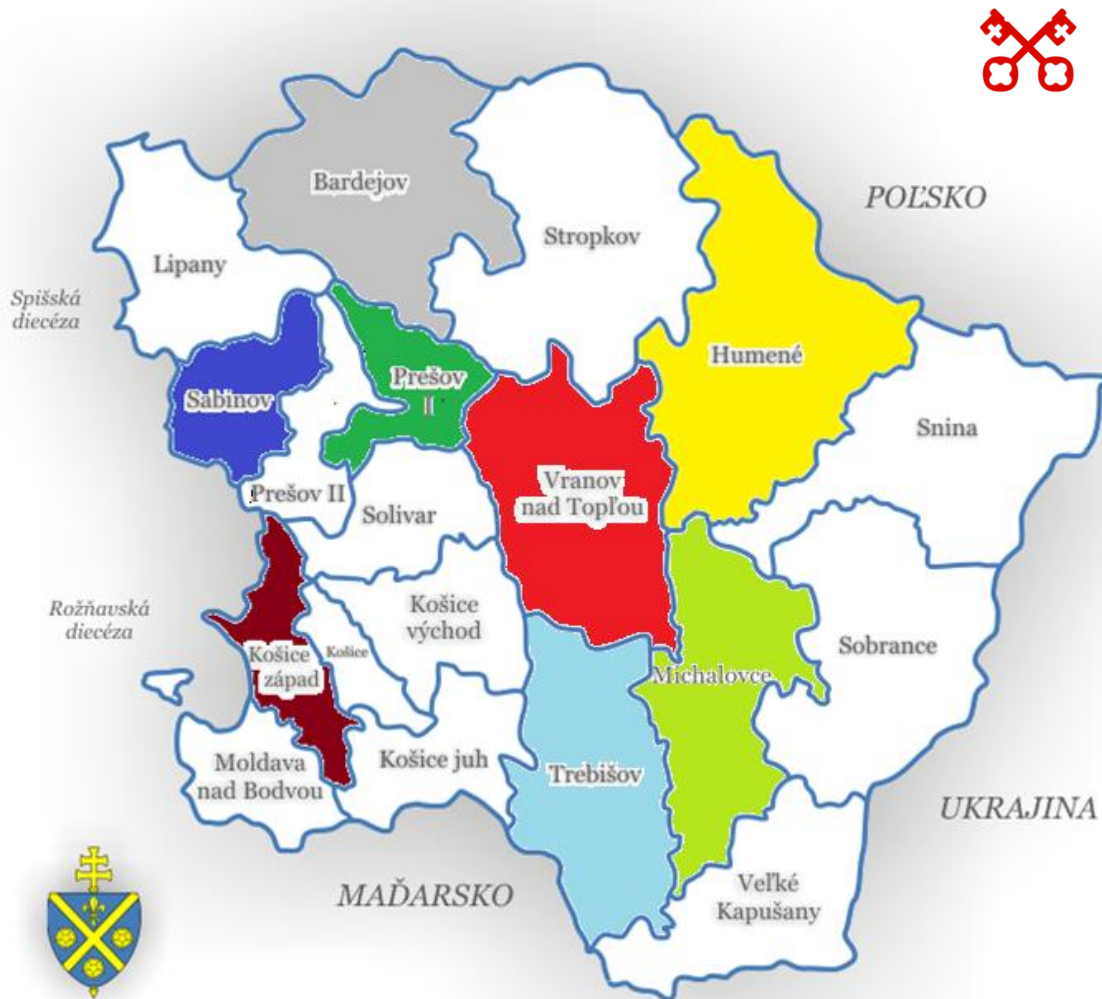 Bardejov
POĽSKO
Stropkov
Lipany
Spišská
diecéza
Humené
Prešov
I
Sabinov
Snina
Vranov
nad Topľou
Prešov II
Solivar
Rožňavská
diecéza
Košice
východ
Sobrance
Košice
Košice
západ
Michalovce
Moldava
nad Bodvou
Košice juh
Trebišov
UKRAJINA
MAĎARSKO
Veľké
Kapušany